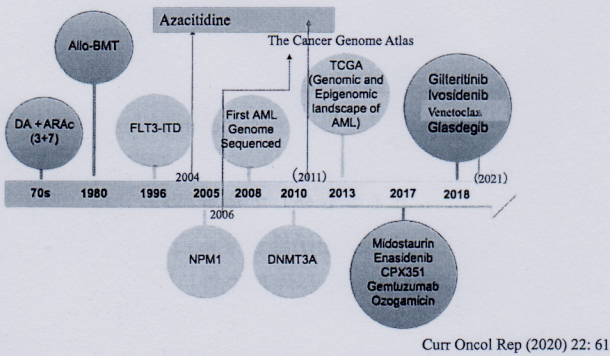 Azacitidine
The Cancer Genome Atlas
Allo-BMT
TCGA
(Genomic and
Epigenomic
landscape of
AML)
Gilteritinib
Ivosidenib
Venetoclax
Glasdegib
DA + ARAc
(3+7)
FLT3-ITD
First AML
Genome
Sequenced
2004
(2011)
(2021)
70s
1980
1996
2005
2008
2010
2013
2017
2018
2006
NPM1
DNMT3A
Midostaurin
Enasidenib
CPX351
Gemtuzumab
Ozogamicin
Curr Oncol Rep (2020) 22: 61